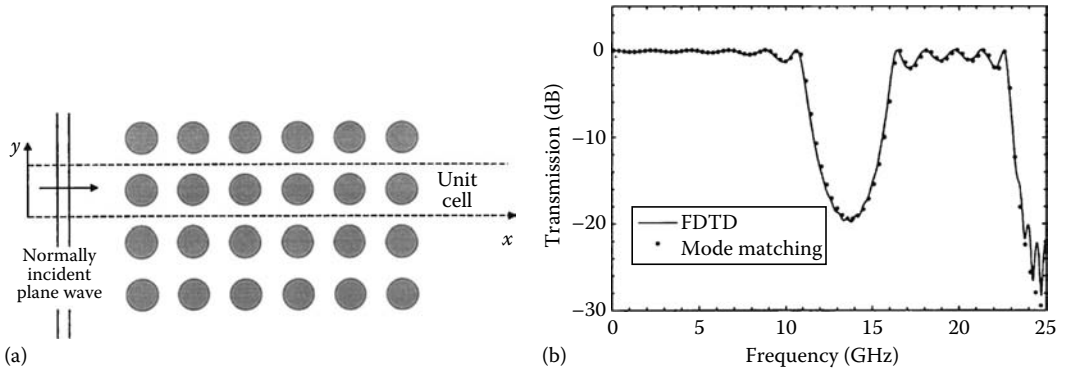 y
Unit
cell
x
Normally
incident
plane wave
(a)
0
−10
−20
−30
Transmission (dB)
FDTD
Mode matching
0 5 10 15 20 25
Frequency (GHz)
(b)